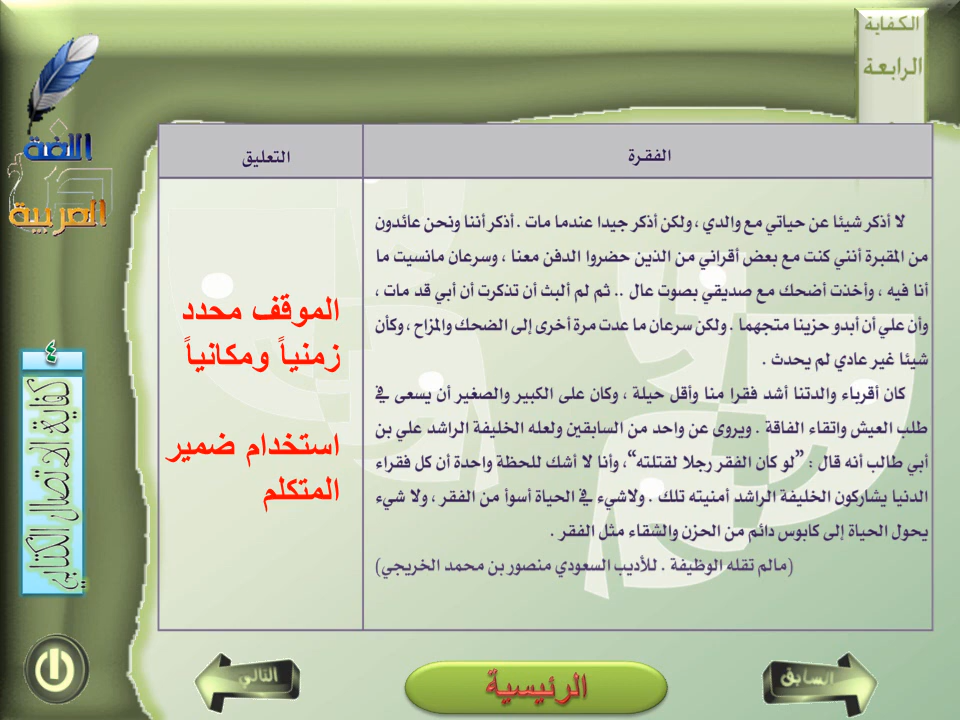 الكفاية
الرابعة
اللغة
العربية
الفقرة
التعليق
لا أذكر شيئا عن حياتي مع والدي ، ولكن أذكر جيدا عندما مات . أذكر أننا ونحن عائدون
من المقبرة أنني كنت مع بعض أقراني من الذين حضروا الدفن معنا ، وسرعان مانسيت ما
أنا فيه ، وأخذت أضحك مع صديقي بصوت عال .. ثم لم ألبث أن تذكرت أن أبي قد مات ،
وأن علي أن أبدو حزينا متجهما . ولكن سرعان ما عدت مرة أخرى إلى الضحك والمزاح ، وكأن
شيئا غير عادي لم يحدث .
كان أقرباء والدتنا أشد فقرا منا وأقل حيلة ، وكان على الكبير والصغير أن يسعى في
طلب العيش واتقاء الفاقة . ويروى عن واحد من السابقين ولعله الخليفة الراشد علي بن
أبي طالب أنه قال : ”لو كان الفقر رجلا لقتلته“، وأنا لا أشك للحظة واحدة أن كل فقراء
الدنيا يشاركون الخليفة الراشد أمنيته تلك . ولاشيء في الحياة أسوأ من الفقر ، ولا شيء
يحول الحياة إلى كابوس دائم من الحزن والشقاء مثل الفقر .
(مالم تقله الوظيفة . للأديب السعودي منصور بن محمد الخريجي)
الموقف محدد
زمنياً ومكانياً
استخدام ضمير
المتكلم
٤
كفاية الاتصال الكتابي
السابق
الرئيسية
التالي